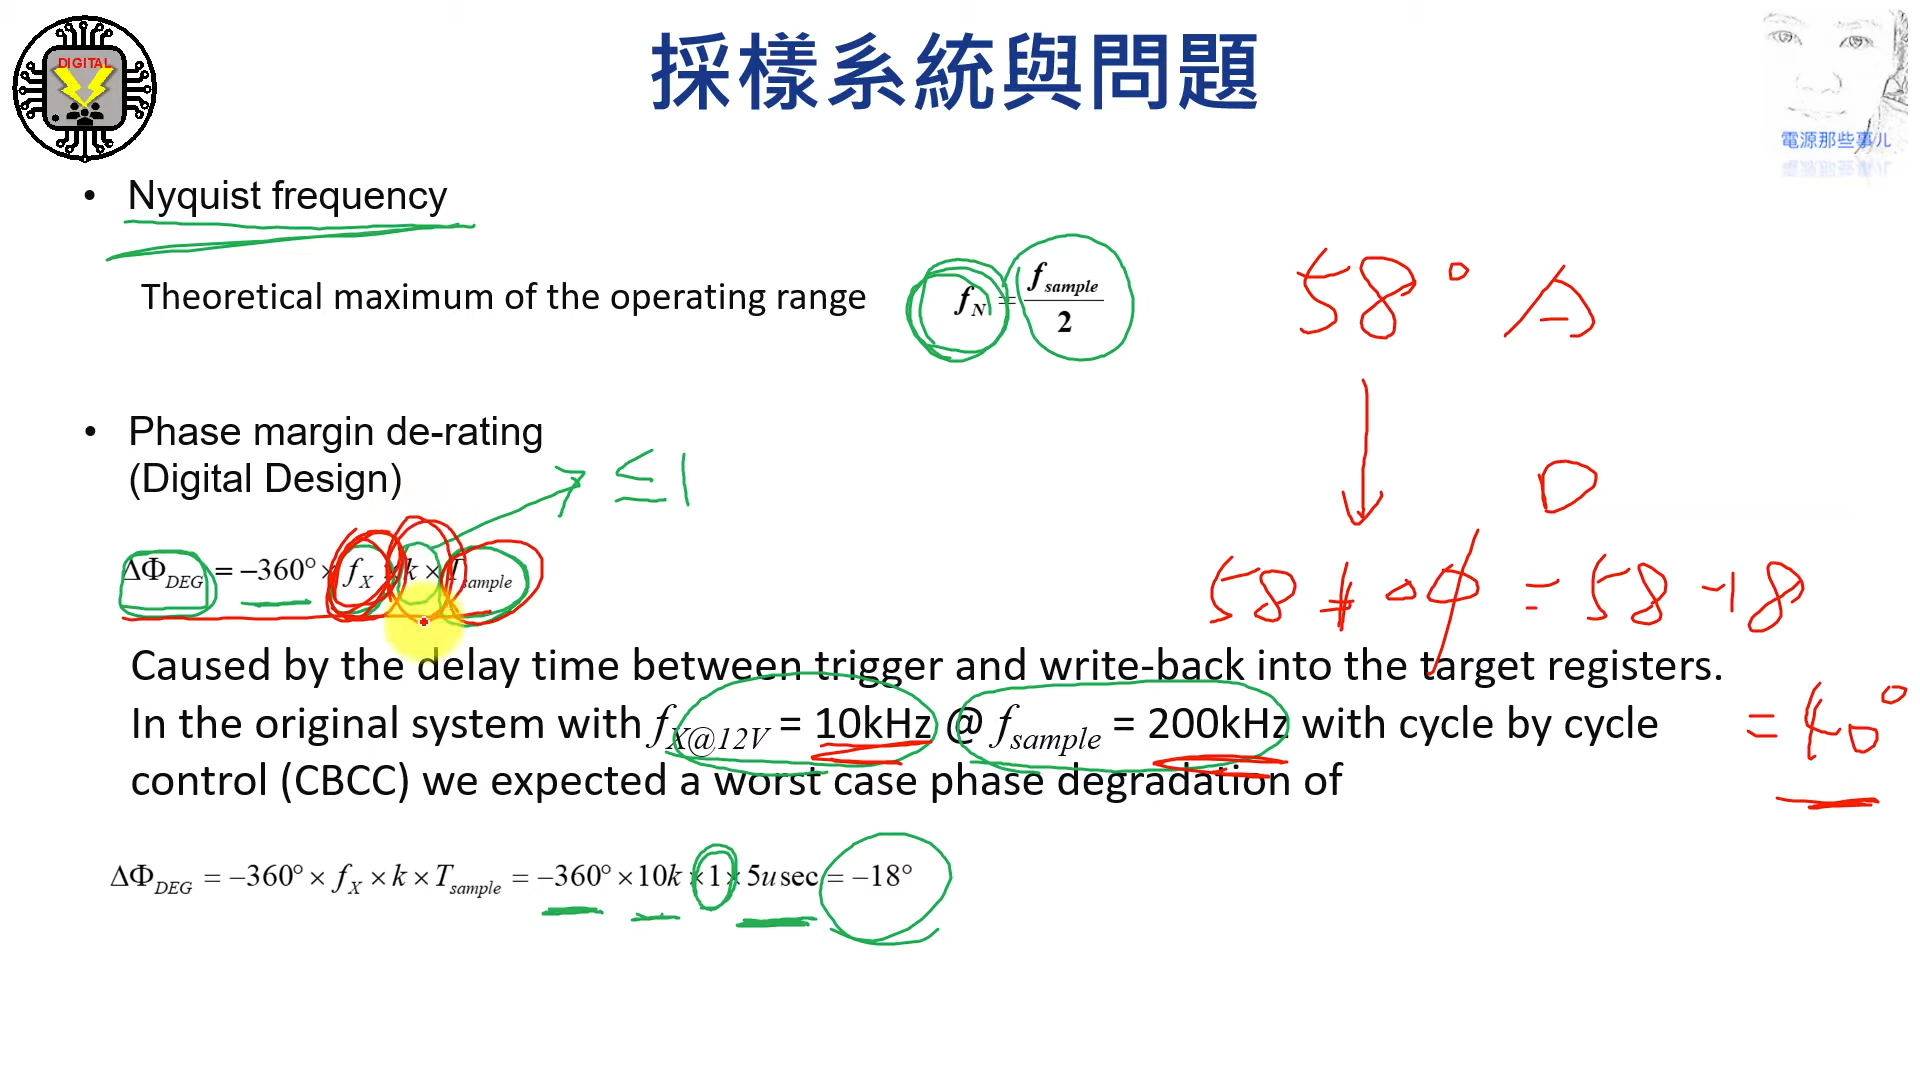 DIGITAL
採樣系統與問題
電源那些事儿
• Nyquist frequency
Theoretical maximum of the operating range
f_N = f_sample / 2
58° A
• Phase margin de-rating
(Digital Design)
≤ 1
D
ΔΦ_DEG = −360° × f_X × k × T_sample
58 + Δφ = 58 - 18
= 40°
Caused by the delay time between trigger and write-back into the target registers.
In the original system with f_X@12V = 10kHz @ f_sample = 200kHz with cycle by cycle
control (CBCC) we expected a worst case phase degradation of
ΔΦ_DEG = −360° × f_X × k × T_sample = −360° × 10k × 1 × 5u sec = −18°